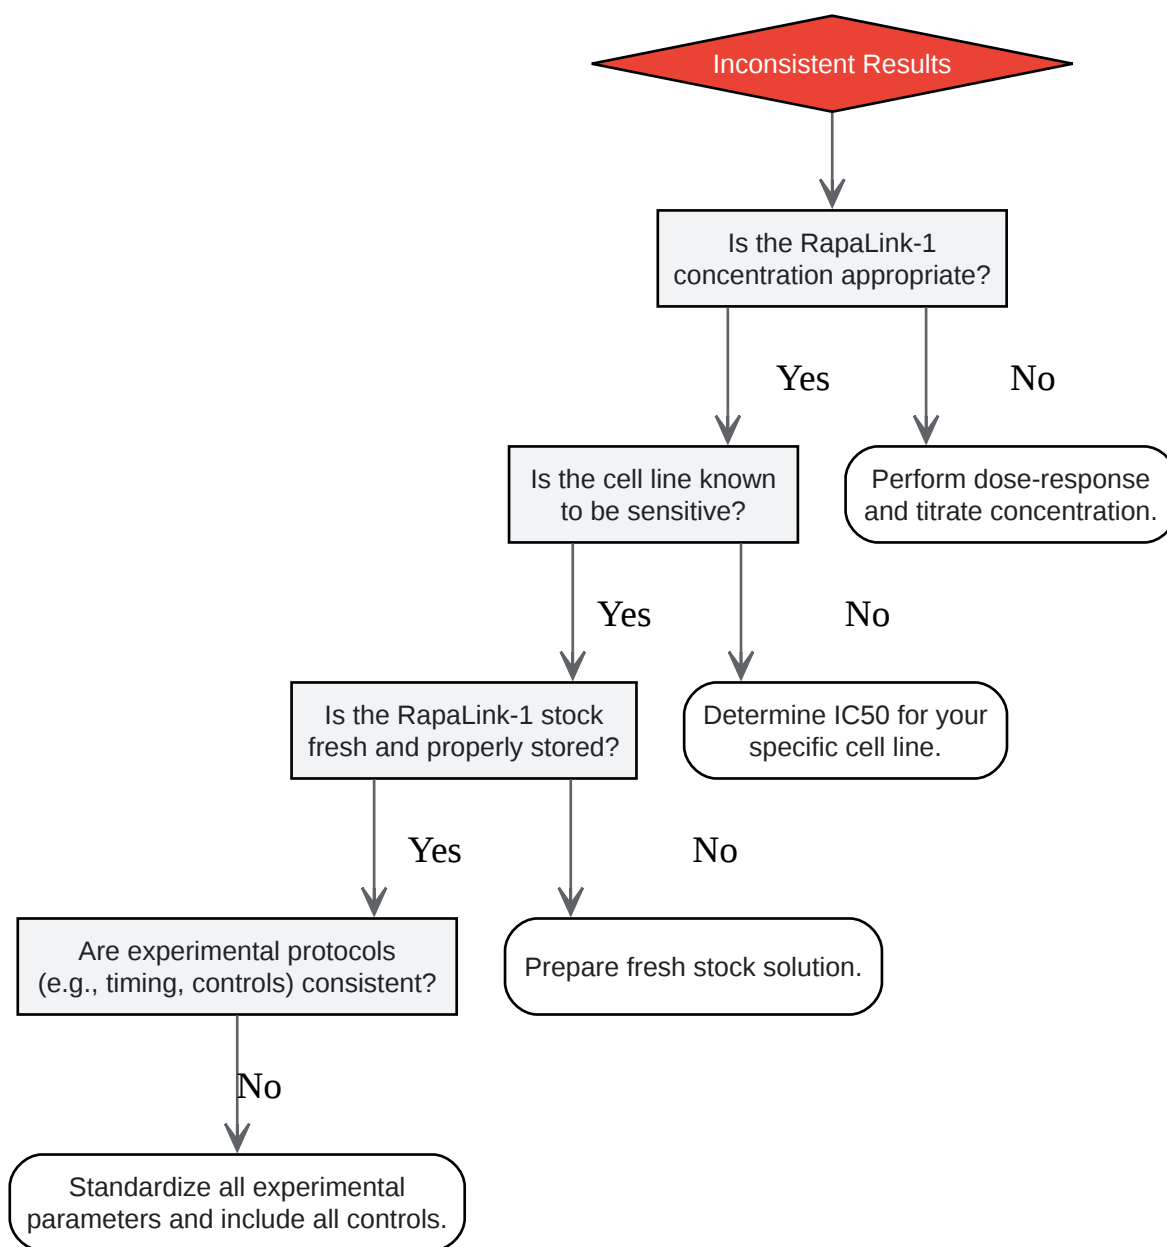 Inconsistent Results
Is the RapaLink-1
concentration appropriate?
Yes
No
Is the cell line known
to be sensitive?
Perform dose-response
and titrate concentration.
Yes
No
Is the RapaLink-1 stock
fresh and properly stored?
Determine IC50 for your
specific cell line.
Yes
No
Are experimental protocols
(e.g., timing, controls) consistent?
Prepare fresh stock solution.
No
Standardize all experimental
parameters and include all controls.